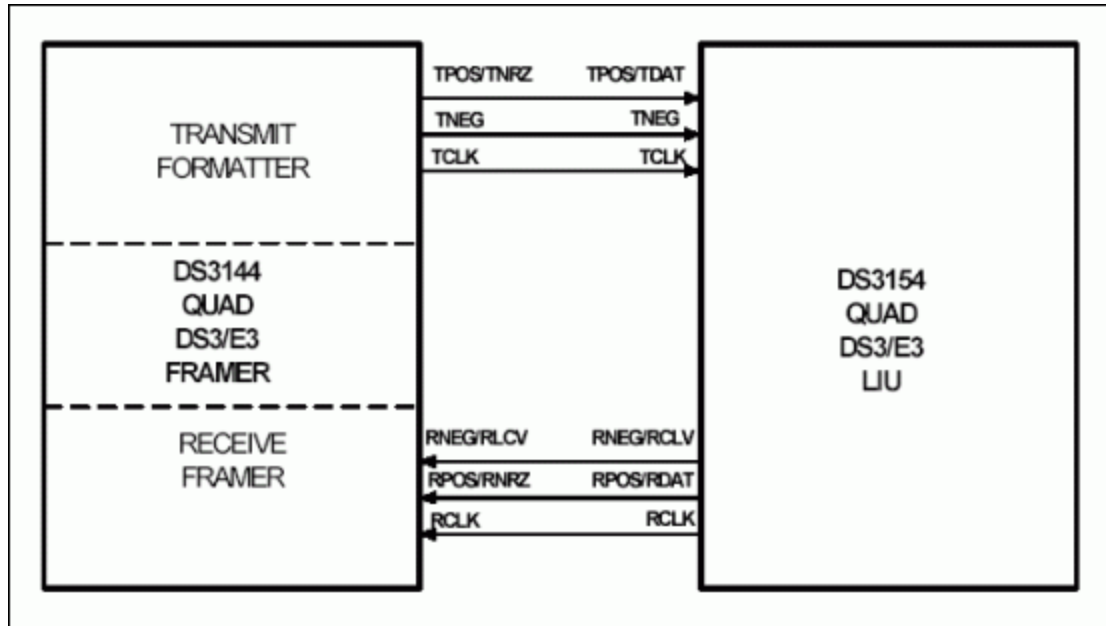 TPOS/TNRZ TPOS/TDAT
TNEG TNEG
TCLK TCLK
TRANSMIT
FORMATTER
DS3144
QUAD
DS3/E3
FRAMER
DS3154
QUAD
DS3/E3
LIU
RECEIVE
FRAMER
RNEG/RLCV RNEG/RCLV
RPOS/RNRZ RPOS/RDAT
RCLK RCLK